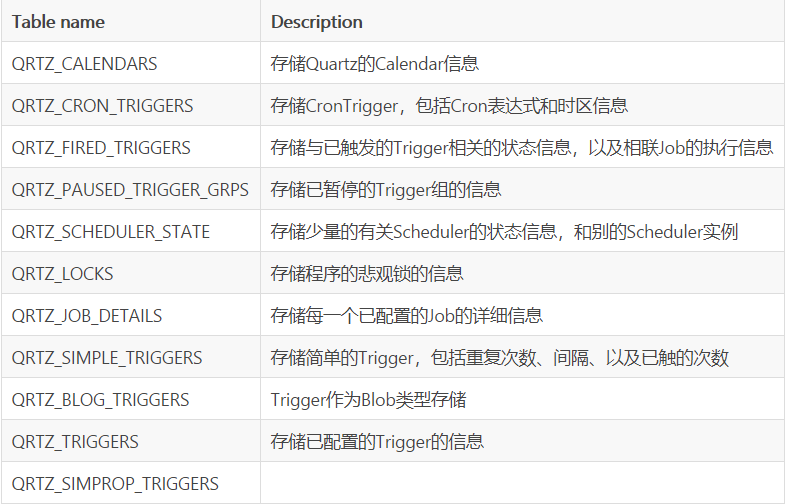 Table name Description
QRTZ_CALENDARS 存储Quartz的Calendar信息
QRTZ_CRON_TRIGGERS 存储CronTrigger，包括Cron表达式和时区信息
QRTZ_FIRED_TRIGGERS 存储与已触发的Trigger相关的状态信息，以及相联Job的执行信息
QRTZ_PAUSED_TRIGGER_GRPS 存储已暂停的Trigger组的信息
QRTZ_SCHEDULER_STATE 存储少量的有关Scheduler的状态信息，和别的Scheduler实例
QRTZ_LOCKS 存储程序的悲观锁的信息
QRTZ_JOB_DETAILS 存储每一个已配置的Job的详细信息
QRTZ_SIMPLE_TRIGGERS 存储简单的Trigger，包括重复次数、间隔、以及已触的次数
QRTZ_BLOG_TRIGGERS Trigger作为Blob类型存储
QRTZ_TRIGGERS 存储已配置的Trigger的信息
QRTZ_SIMPROP_TRIGGERS